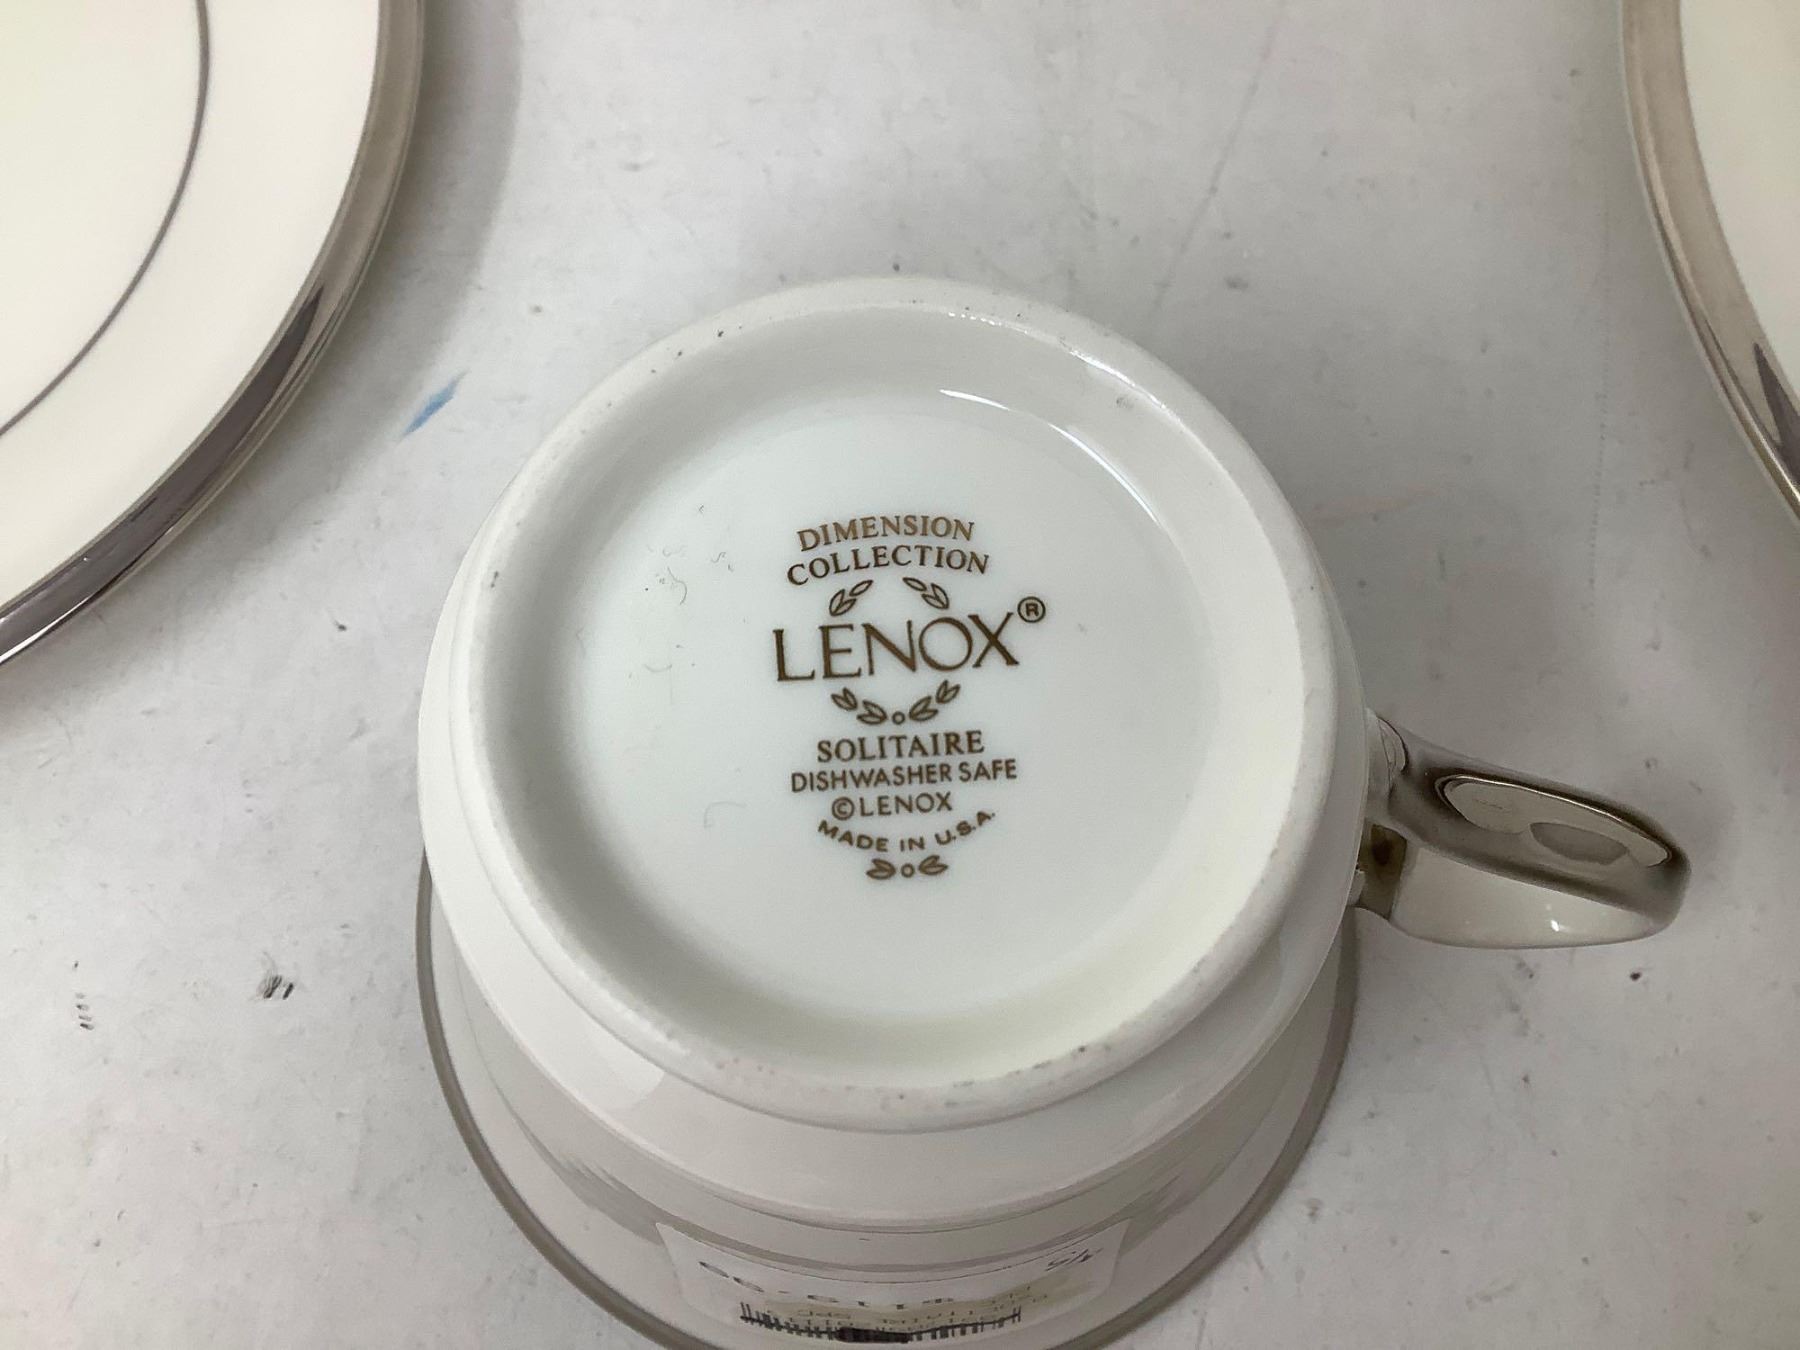 DIMENSION
COLLECTION
LENOX®
SOLITAIRE
DISHWASHER SAFE
©LENOX
MADE IN U.S.A.